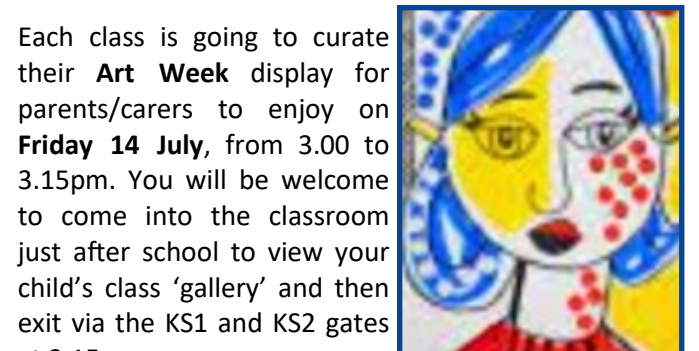 Each class is going to curate
their Art Week display for
parents/carers to enjoy on
Friday 14 July, from 3.00 to
3.15pm. You will be welcome
to come into the classroom
just after school to view your
child's class ‘gallery’ and then
exit via the KS1 and KS2 gates